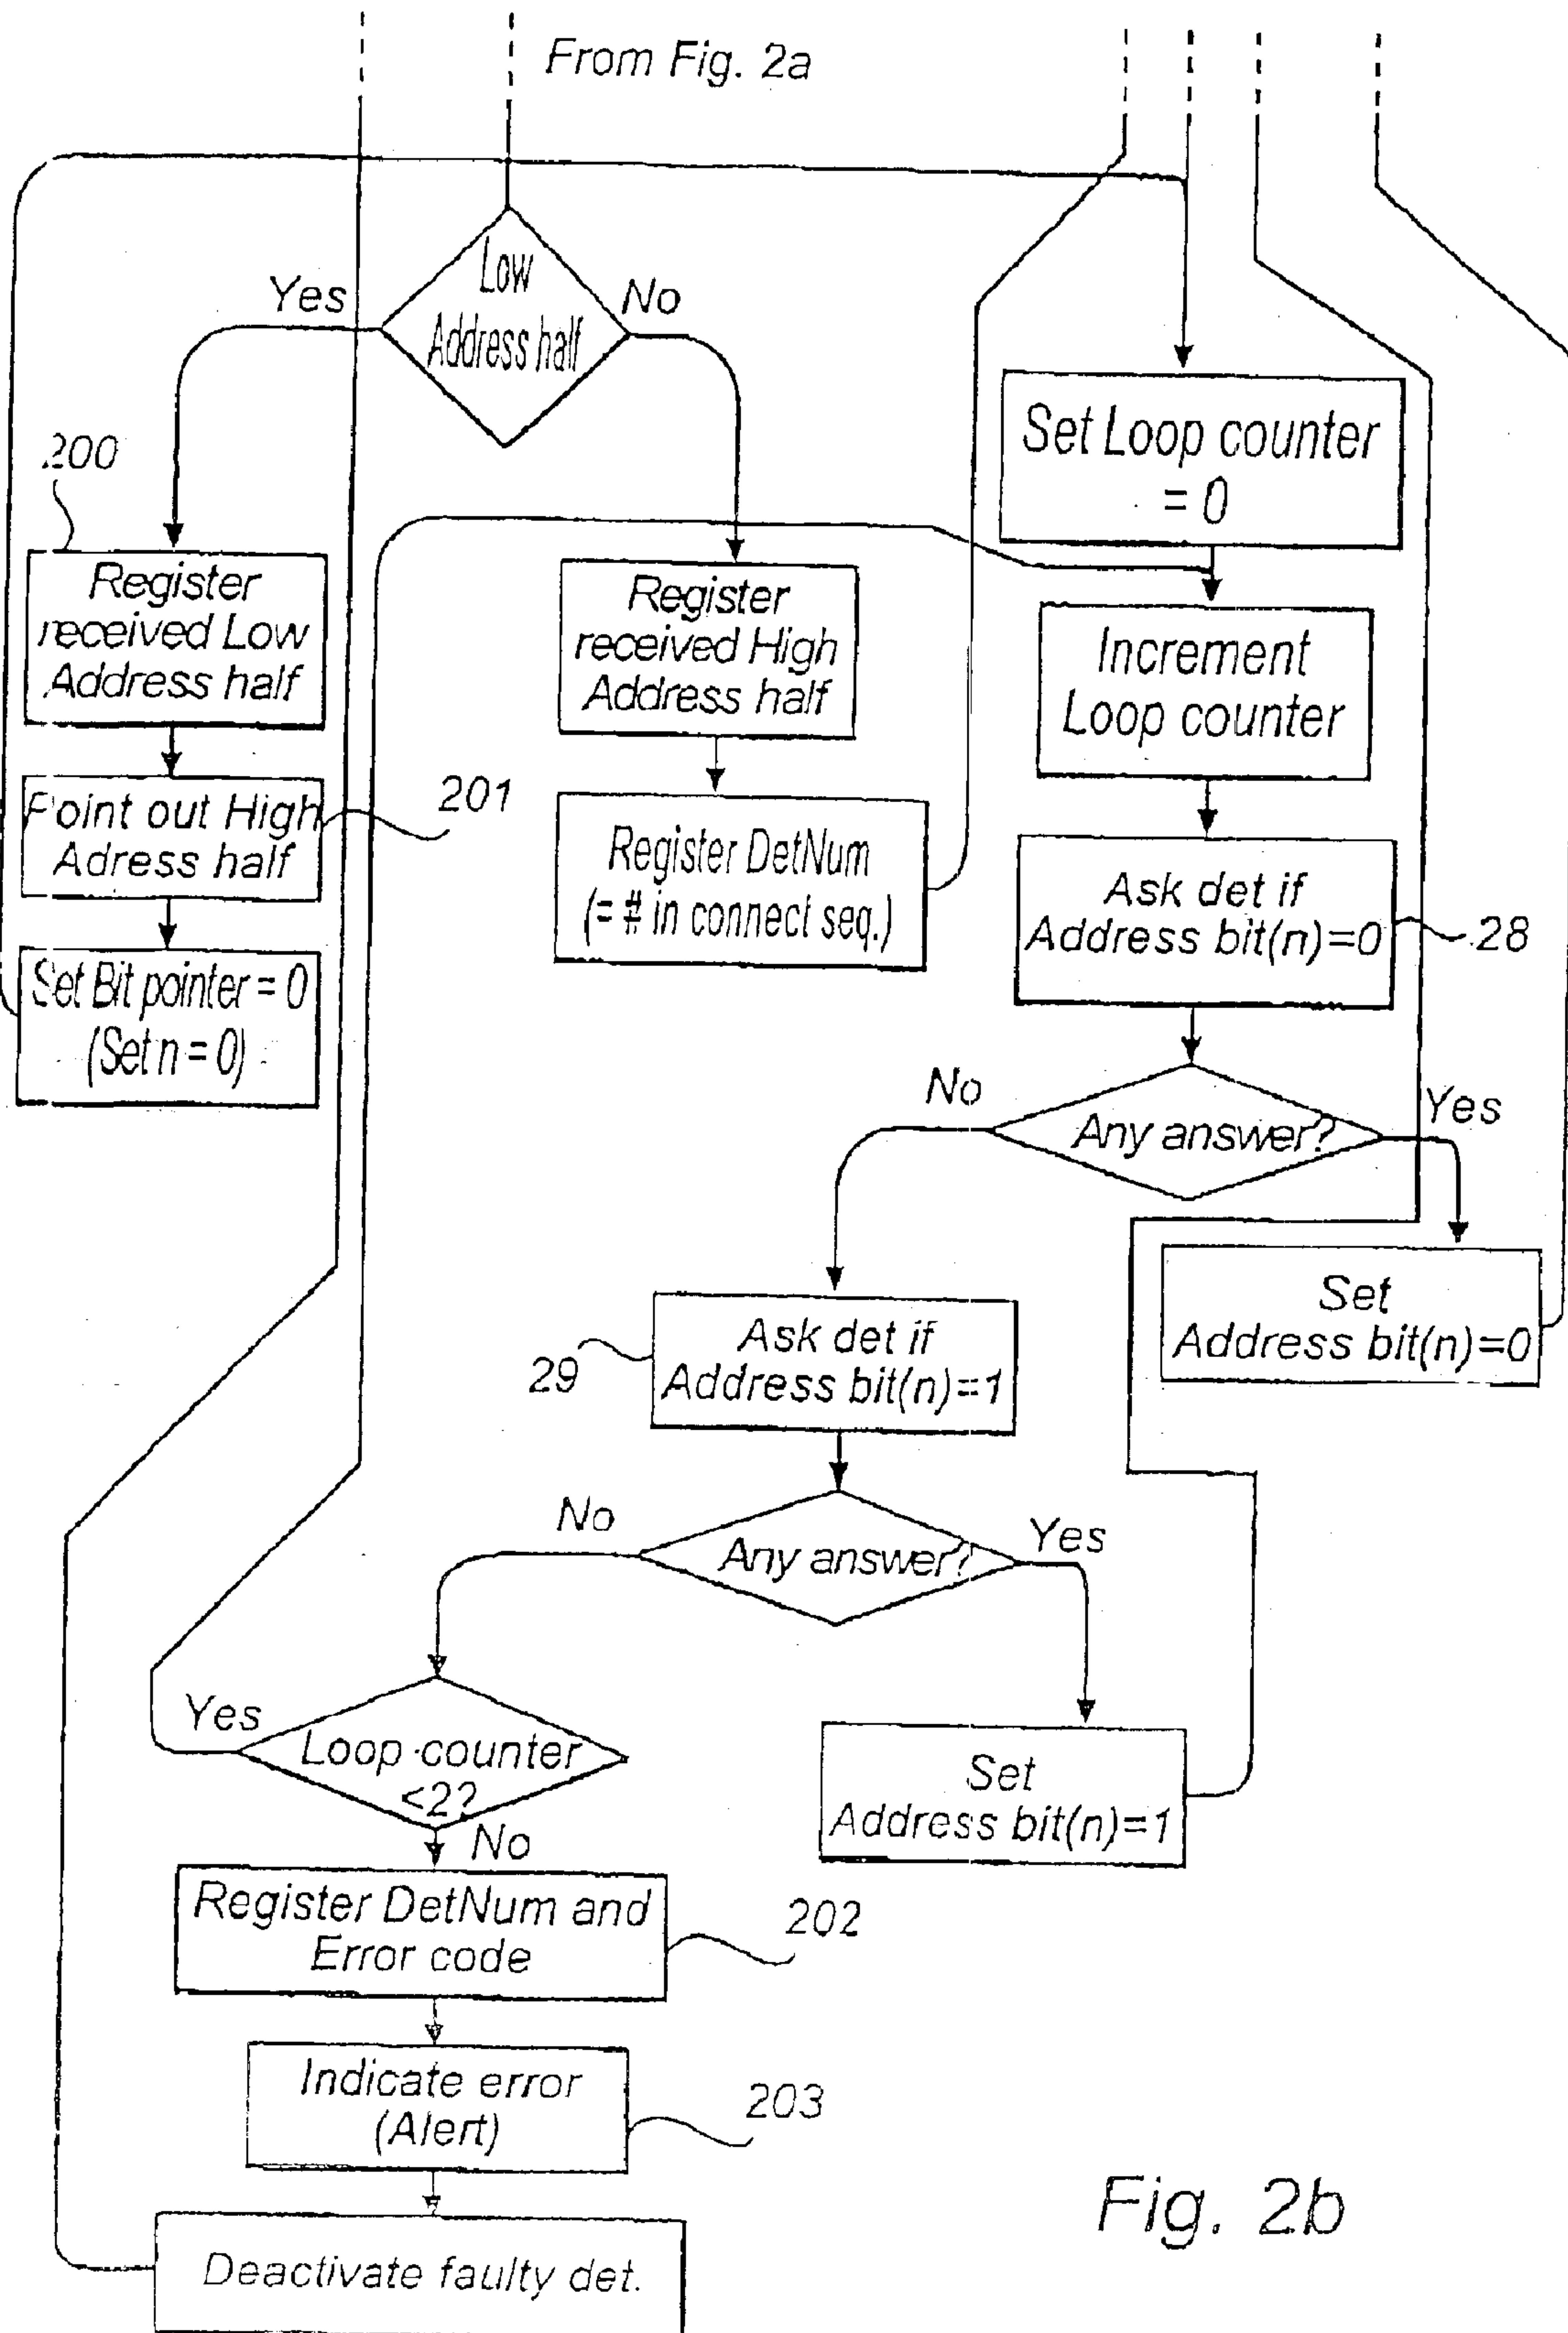 From Fig. 2a
Low
Address half
Yes
No
Set Loop counter
= 0
200
Register
received Low
Address half
Register
received High
Address half
Increment
Loop counter
Point out High
Adress half
201
Register DetNum
(= # in connect seq.)
Ask det if
Address bit(n)=0
28
Set Bit pointer = 0
(Set n = 0)
No
Any answer?
Yes
Set
Address bit(n)=0
29
Ask det if
Address bit(n)=1
No
Any answer?
Yes
Yes
Loop counter
<2?
No
Set
Address bit(n)=1
Register DetNum and
Error code
202
Indicate error
(Alert)
203
Deactivate faulty det.
Fig. 2b